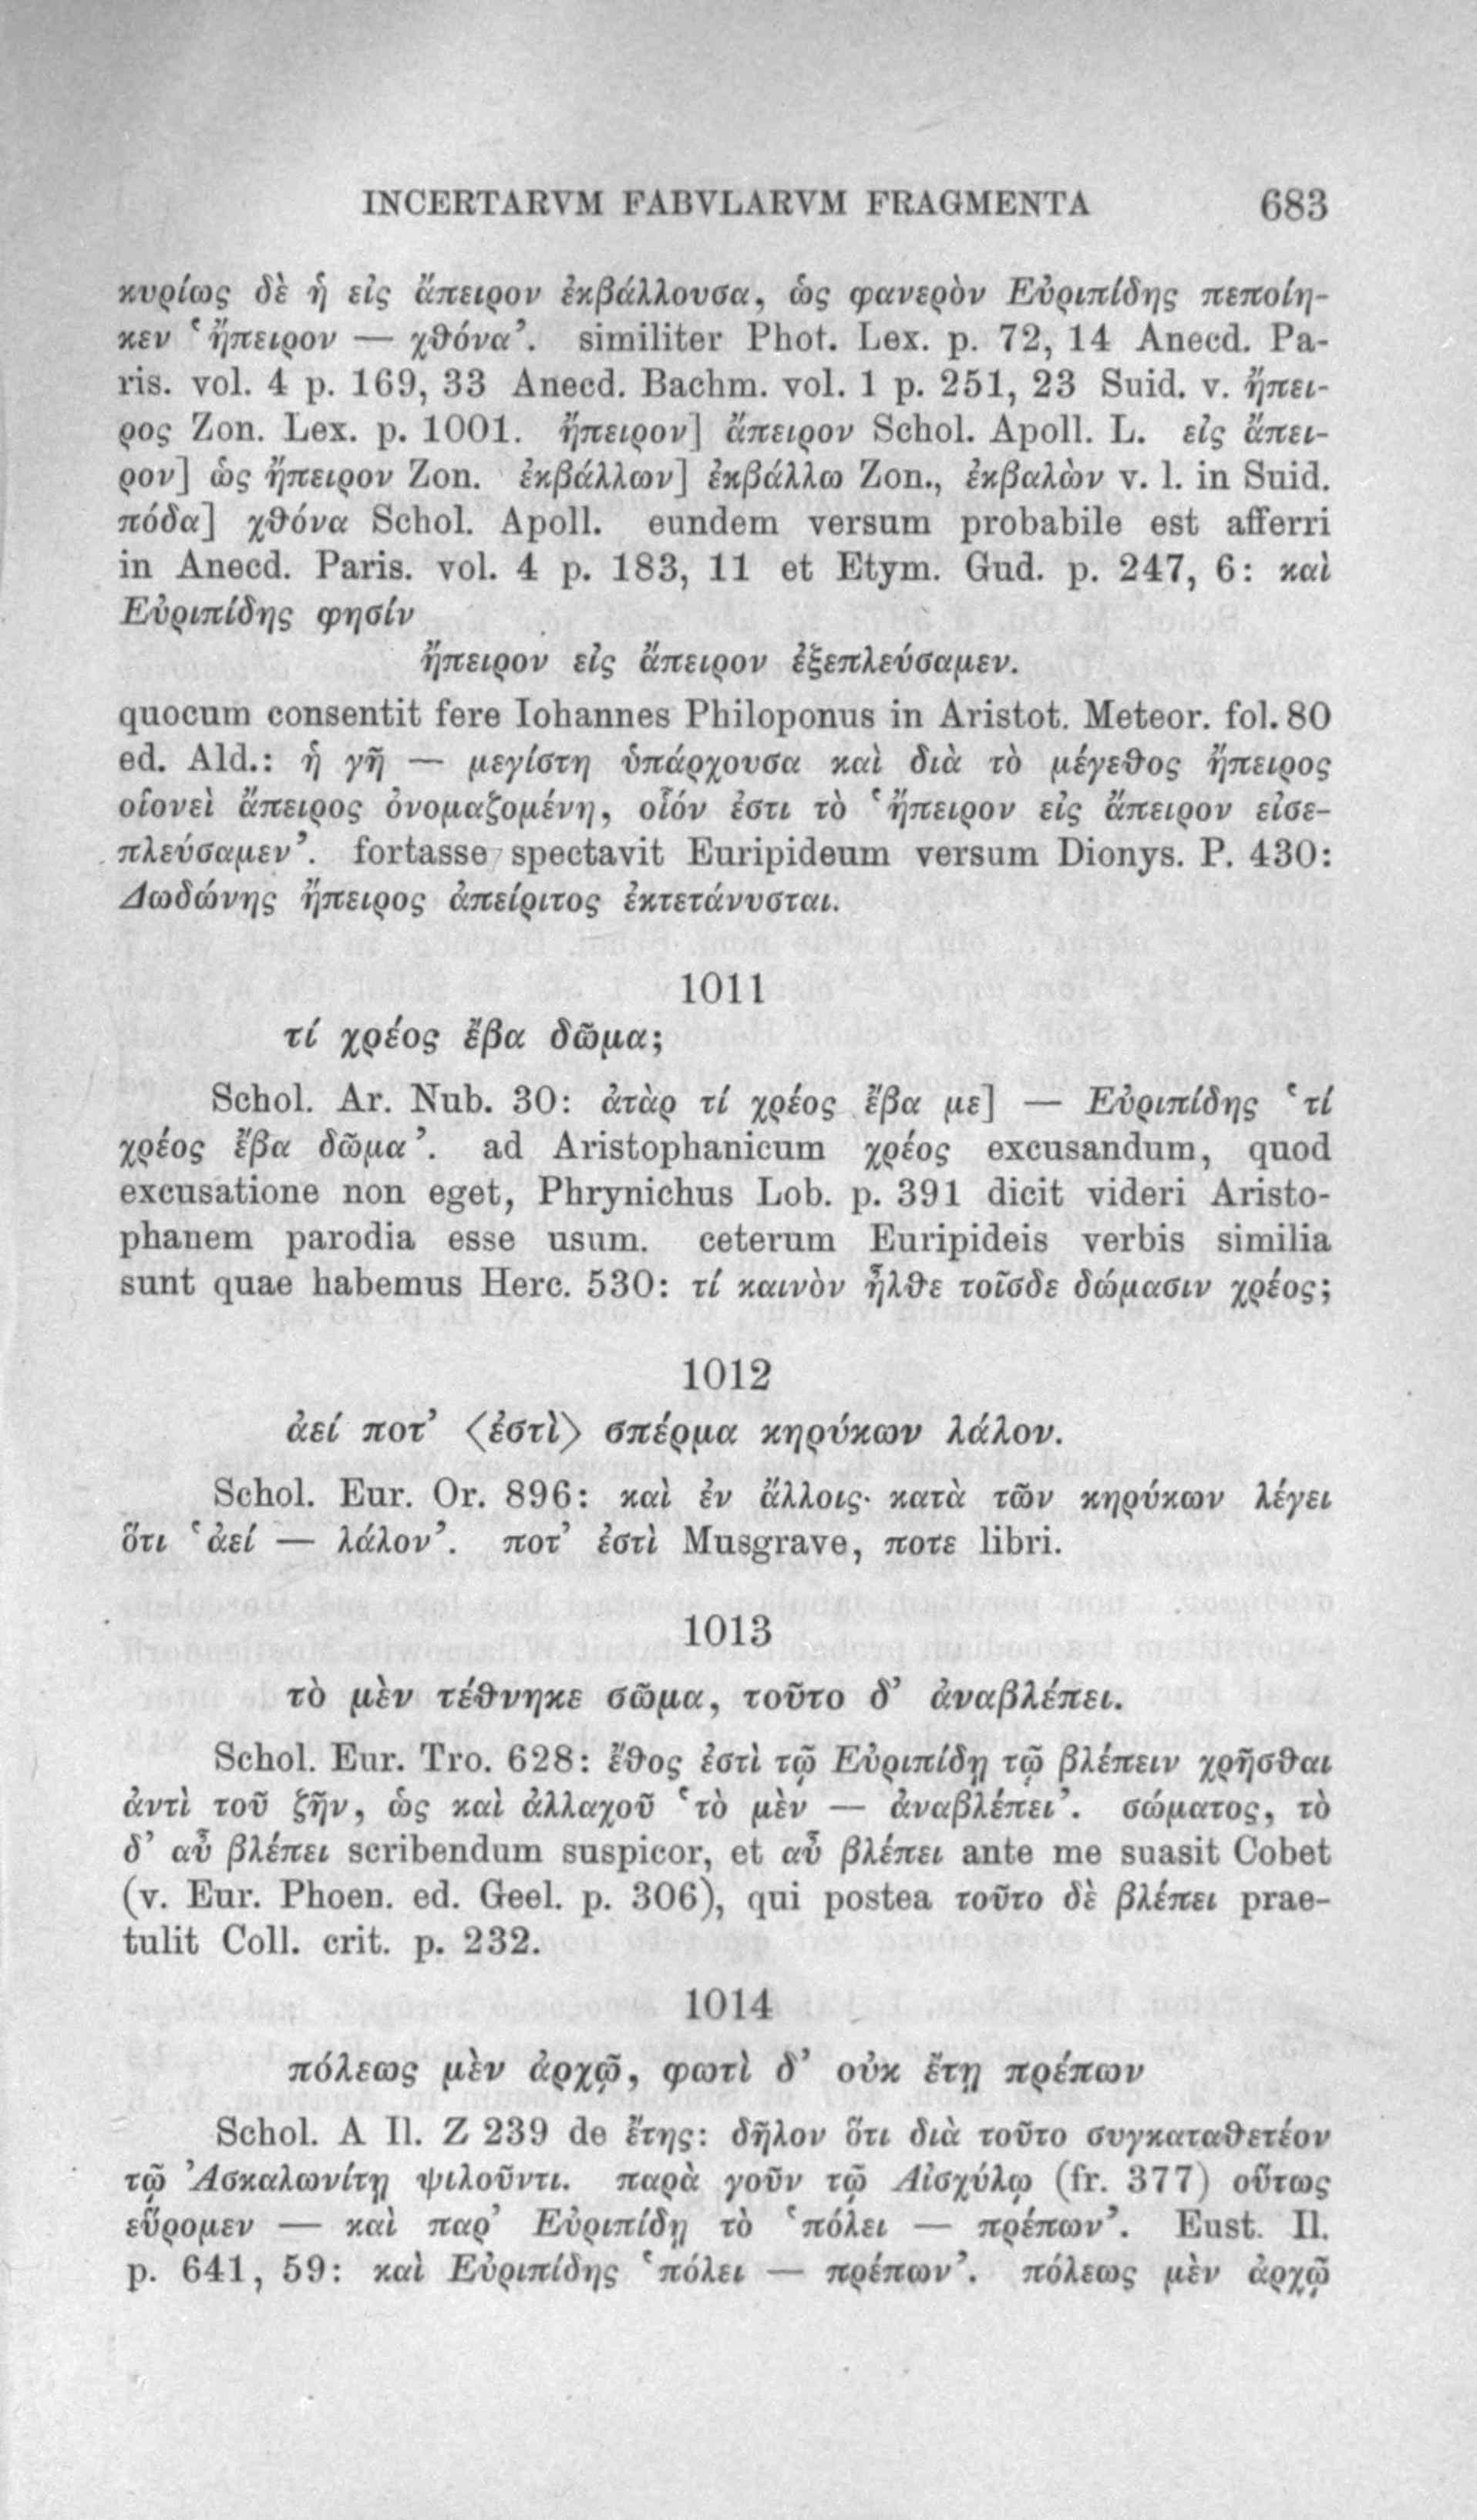 INCERTARVM FABVLARVM FRAGMENTA 683
κυρίως δὲ ἡ εἰς ἄπειρον ἐκβάλλουσα, ὡς φανερὸν Εὐριπίδης πεποίη-
κεν ‘ἤπειρον — χθόνα’. similiter Phot. Lex. p. 72, 14 Anecd. Pa-
ris. vol. 4 p. 169, 33 Anecd. Bachm. vol. 1 p. 251, 23 Suid. v. ἤπει-
ρος Zon. Lex. p. 1001. ἤπειρον] ἄπειρον Schol. Apoll. L. εἰς ἄπει-
ρον] ὡς ἤπειρον Zon. ἐκβάλλων] ἐκβάλλω Zon., ἐκβαλὼν v. l. in Suid.
πόδα] χθόνα Schol. Apoll. eundem versum probabile est afferri
in Anecd. Paris. vol. 4 p. 183, 11 et Etym. Gud. p. 247, 6: καὶ
Εὐριπίδης φησίν
ἤπειρον εἰς ἄπειρον ἐξεπλεύσαμεν.
quocum consentit fere Iohannes Philoponus in Aristot. Meteor. fol. 80
ed. Ald.: ἡ γῆ — μεγίστη ὑπάρχουσα καὶ διὰ τὸ μέγεθος ἤπειρος
οἱονεὶ ἄπειρος ὀνομαζομένη, οἷόν ἐστι τὸ ‘ἤπειρον εἰς ἄπειρον εἰσε-
πλεύσαμεν’. fortasse spectavit Euripideum versum Dionys. P. 430:
Δωδώνης ἤπειρος ἀπείριτος ἐκτετάνυσται.
1011
τί χρέος ἔβα δῶμα;
Schol. Ar. Nub. 30: ἀτὰρ τί χρέος ἔβα με] — Εὐριπίδης ‘τί
χρέος ἔβα δῶμα’. ad Aristophanicum χρέος excusandum, quod
excusatione non eget, Phrynichus Lob. p. 391 dicit videri Aristo-
phanem parodia esse usum. ceterum Euripideis verbis similia
sunt quae habemus Herc. 530: τί καινὸν ἦλθε τοῖσδε δώμασιν χρέος;
1012
ἀεί ποτ’ ⟨ἐστὶ⟩ σπέρμα κηρύκων λάλον.
Schol. Eur. Or. 896: καὶ ἐν ἄλλοις· κατὰ τῶν κηρύκων λέγει
ὅτι ‘ἀεί — λάλον’. ποτ’ ἐστὶ Musgrave, ποτε libri.
1013
τὸ μὲν τέθνηκε σῶμα, τοῦτο δ’ ἀναβλέπει.
Schol. Eur. Tro. 628: ἔθος ἐστὶ τῷ Εὐριπίδῃ τῷ βλέπειν χρῆσθαι
ἀντὶ τοῦ ζῆν, ὡς καὶ ἀλλαχοῦ ‘τὸ μὲν — ἀναβλέπει’. σώματος, τὸ
δ’ αὖ βλέπει scribendum suspicor, et αὖ βλέπει ante me suasit Cobet
(v. Eur. Phoen. ed. Geel. p. 306), qui postea τοῦτο δὲ βλέπει prae-
tulit Coll. crit. p. 232.
1014
πόλεως μὲν ἀρχῷ, φωτὶ δ’ οὐκ ἔτῃ πρέπων
Schol. A Il. Ζ 239 de ἔτης: δῆλον ὅτι διὰ τοῦτο συγκαταθετέον
τῷ Ἀσκαλωνίτῃ ψιλοῦντι. παρὰ γοῦν τῷ Αἰσχύλῳ (fr. 377) οὕτως
εὕρομεν — καὶ παρ’ Εὐριπίδῃ τὸ ‘πόλει — πρέπων’. Eust. Il.
p. 641, 59: καὶ Εὐριπίδης ‘πόλει — πρέπων’. πόλεως μὲν ἀρχῷ